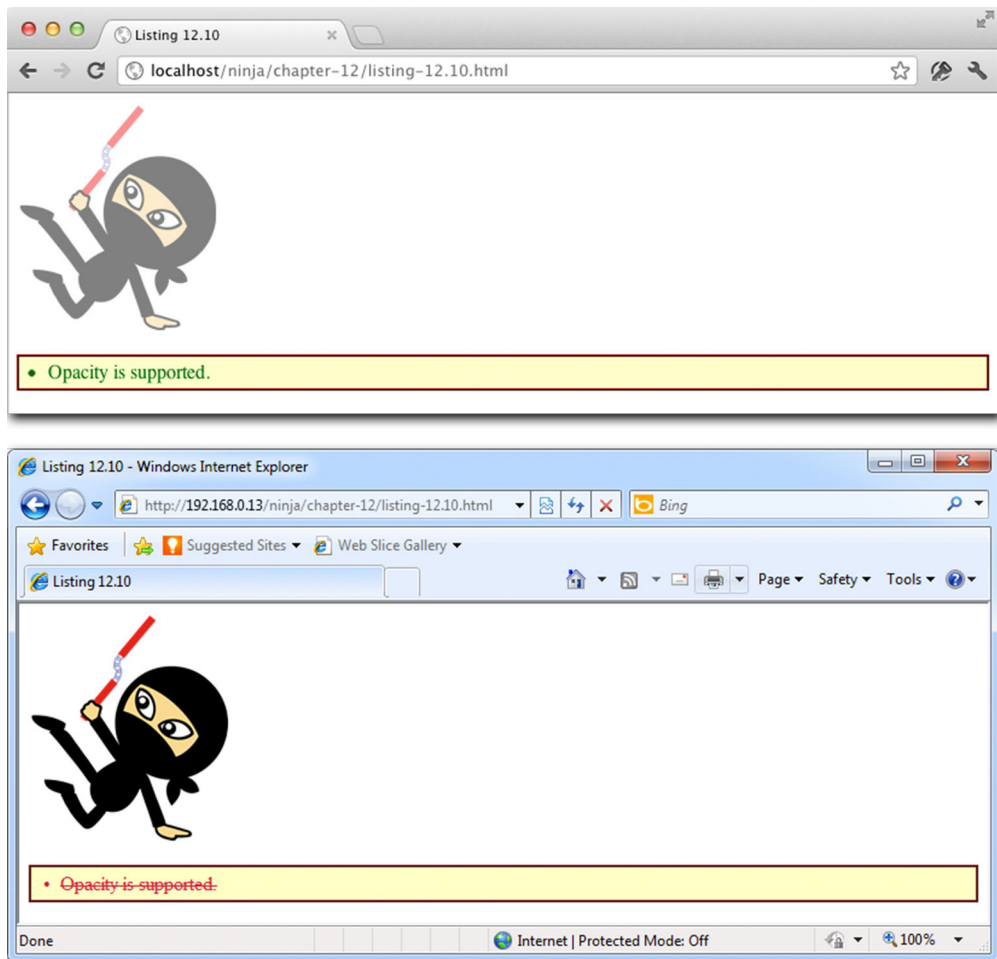 Listing 12.10
localhost/ninja/chapter-12/listing-12.10.html
• Opacity is supported.
Listing 12.10 - Windows Internet Explorer
http://192.168.0.13/ninja/chapter-12/listing-12.10.html
Bing
Favorites Suggested Sites Web Slice Gallery
Listing 12.10 Page Safety Tools
• Opacity is supported.
Done Internet | Protected Mode: Off 100%